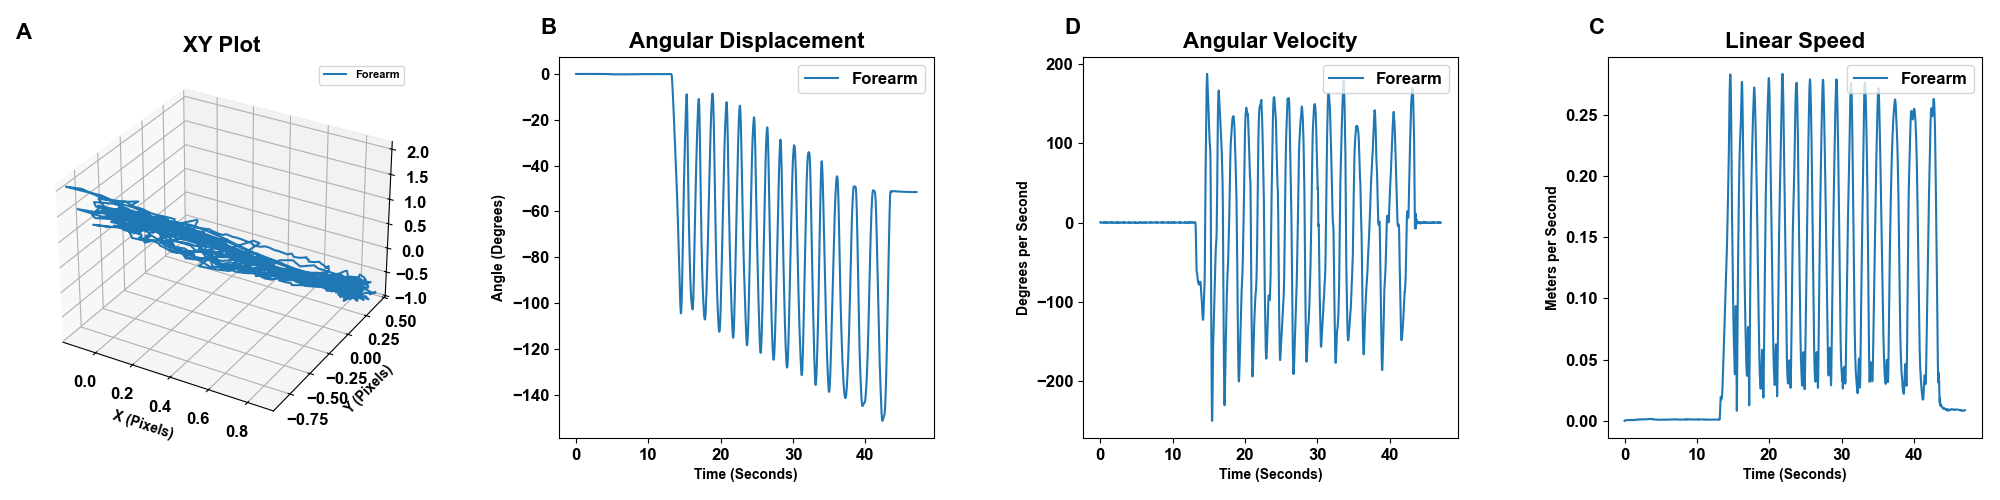 A
XY Plot
Forearm
2.0
1.5
1.0
0.5
0.0
−0.5
−1.0
0.50
0.25
0.00
−0.25
−0.50
−0.75
Y (Pixels)
0.0
0.2
0.4
0.6
0.8
X (Pixels)
B
Angular Displacement
Forearm
Angle (Degrees)
0
−20
−40
−60
−80
−100
−120
−140
0 10 20 30 40
Time (Seconds)
D
Angular Velocity
Forearm
Degrees per Second
200
100
0
−100
−200
0 10 20 30 40
Time (Seconds)
C
Linear Speed
Forearm
Meters per Second
0.25
0.20
0.15
0.10
0.05
0.00
0 10 20 30 40
Time (Seconds)